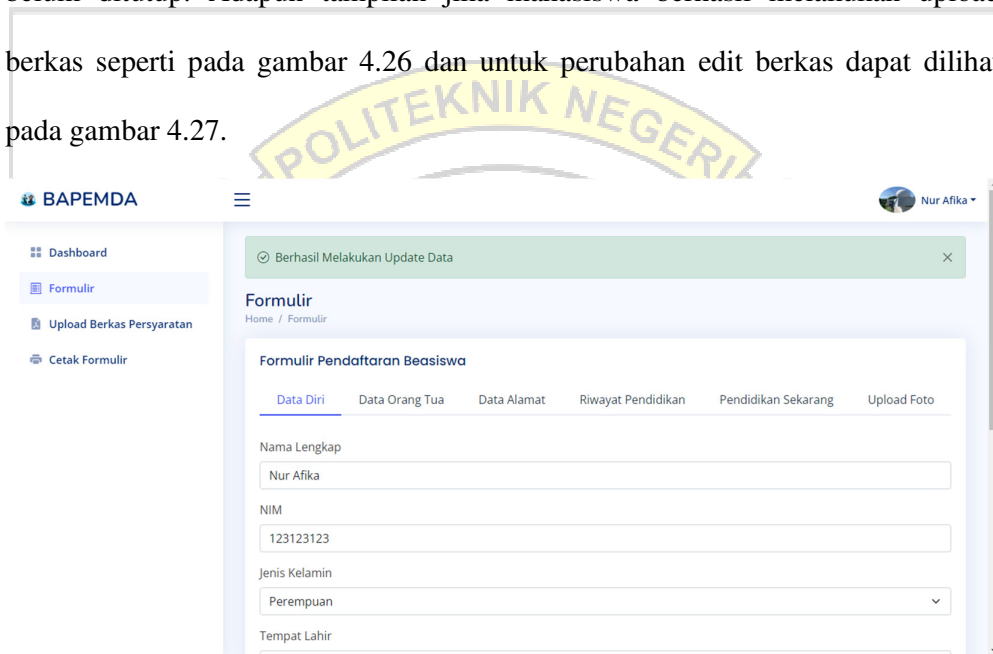 berkas seperti pada gambar 4.26 dan untuk perubahan edit berkas dapat dilihat
pada gambar 4.27.
POLITEKNIK NEGERI
BAPEMDA
Nur Afika
Dashboard
Formulir
Upload Berkas Persyaratan
Cetak Formulir
Berhasil Melakukan Update Data
Formulir
Home / Formulir
Formulir Pendaftaran Beasiswa
Data Diri Data Orang Tua Data Alamat Riwayat Pendidikan Pendidikan Sekarang Upload Foto
Nama Lengkap
Nur Afika
NIM
123123123
Jenis Kelamin
Perempuan
Tempat Lahir